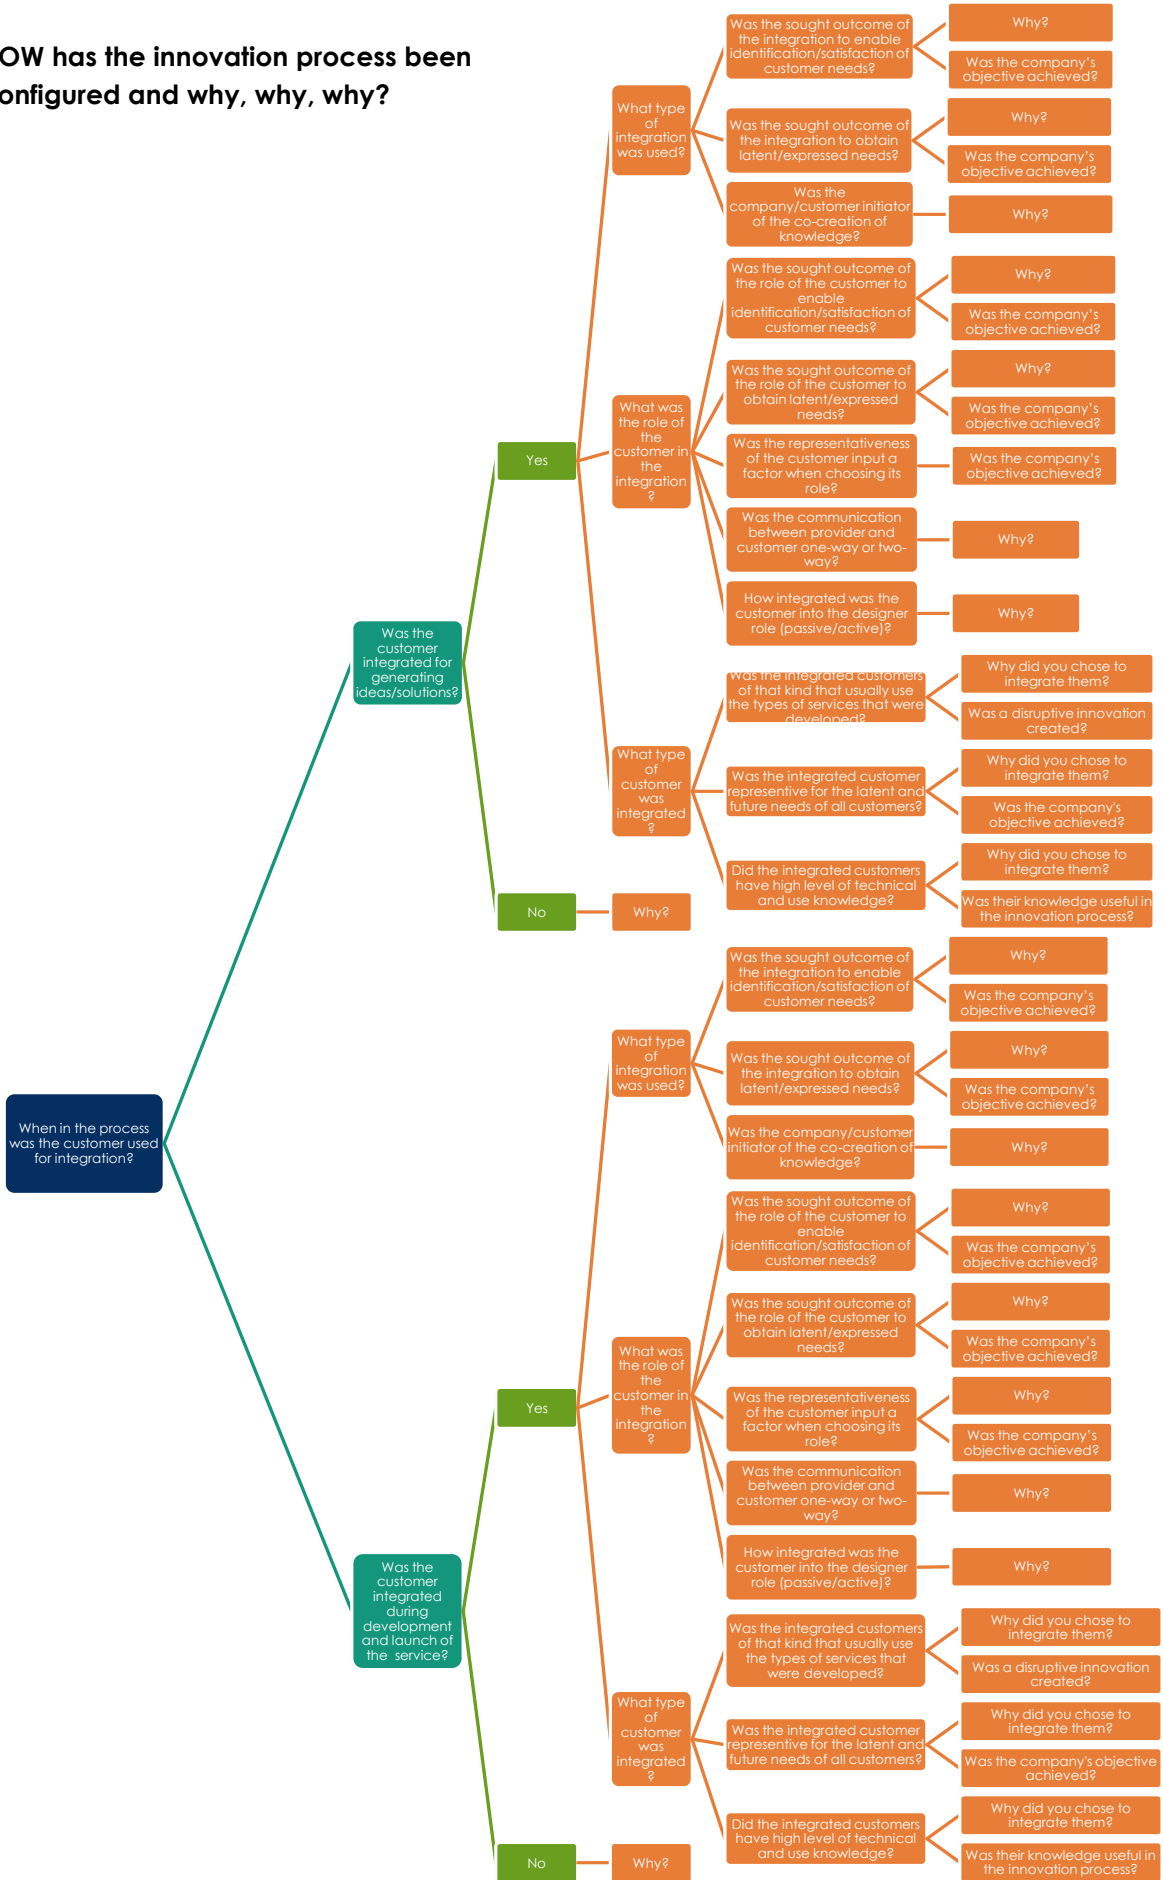 OW has the innovation process been
onfigured and why, why, why?
When in the process
was the customer used
for integration?
Was the
customer
integrated for
generating
ideas/solutions?
Yes
What type
of
integration
was used?
Was the sought outcome of
the integration to enable
identification/satisfaction of
customer needs?
Why?
Was the company's
objective achieved?
Was the sought outcome of
the integration to obtain
latent/expressed needs?
Why?
Was the company's
objective achieved?
Was the
company/customer initiator
of the co-creation of
knowledge?
Why?
What was
the role of
the
customer in
the
integration
?
Was the sought outcome of
the role of the customer to
enable
identification/satisfaction of
customer needs?
Why?
Was the company's
objective achieved?
Was the sought outcome of
the role of the customer to
obtain latent/expressed
needs?
Why?
Was the company's
objective achieved?
Was the representativeness
of the customer input a
factor when choosing its
role?
Was the company's
objective achieved?
Was the communication
between provider and
customer one-way or two-
way?
Why?
How integrated was the
customer into the designer
role (passive/active)?
Why?
What type
of
customer
was
integrated
?
Was the integrated customers
of that kind that usually use
the types of services that were
developed?
Why did you chose to
integrate them?
Was a disruptive innovation
created?
Was the integrated customer
representive for the latent and
future needs of all customers?
Why did you chose to
integrate them?
Was the company's
objective achieved?
Did the integrated customers
have high level of technical
and use knowledge?
Why did you chose to
integrate them?
Was their knowledge useful in
the innovation process?
No
Why?
Was the
customer
integrated
during
development
and launch of
the service?
Yes
What type
of
integration
was used?
Was the sought outcome of
the integration to enable
identification/satisfaction of
customer needs?
Why?
Was the company's
objective achieved?
Was the sought outcome of
the integration to obtain
latent/expressed needs?
Why?
Was the company's
objective achieved?
Was the company/customer
initiator of the co-creation of
knowledge?
Why?
What was
the role of
the
customer in
the
integration
?
Was the sought outcome of
the role of the customer to
enable
identification/satisfaction of
customer needs?
Why?
Was the company's
objective achieved?
Was the sought outcome of
the role of the customer to
obtain latent/expressed
needs?
Why?
Was the company's
objective achieved?
Was the representativeness
of the customer input a
factor when choosing its
role?
Why?
Was the company's
objective achieved?
Was the communication
between provider and
customer one-way or two-
way?
Why?
How integrated was the
customer into the designer
role (passive/active)?
Why?
What type
of
customer
was
integrated
?
Was the integrated customers
of that kind that usually use
the types of services that
were developed?
Why did you chose to
integrate them?
Was a disruptive innovation
created?
Was the integrated customer
representive for the latent and
future needs of all customers?
Why did you chose to
integrate them?
Was the company's objective
achieved?
Did the integrated customers
have high level of technical
and use knowledge?
Why did you chose to
integrate them?
Was their knowledge useful in
the innovation process?
No
Why?